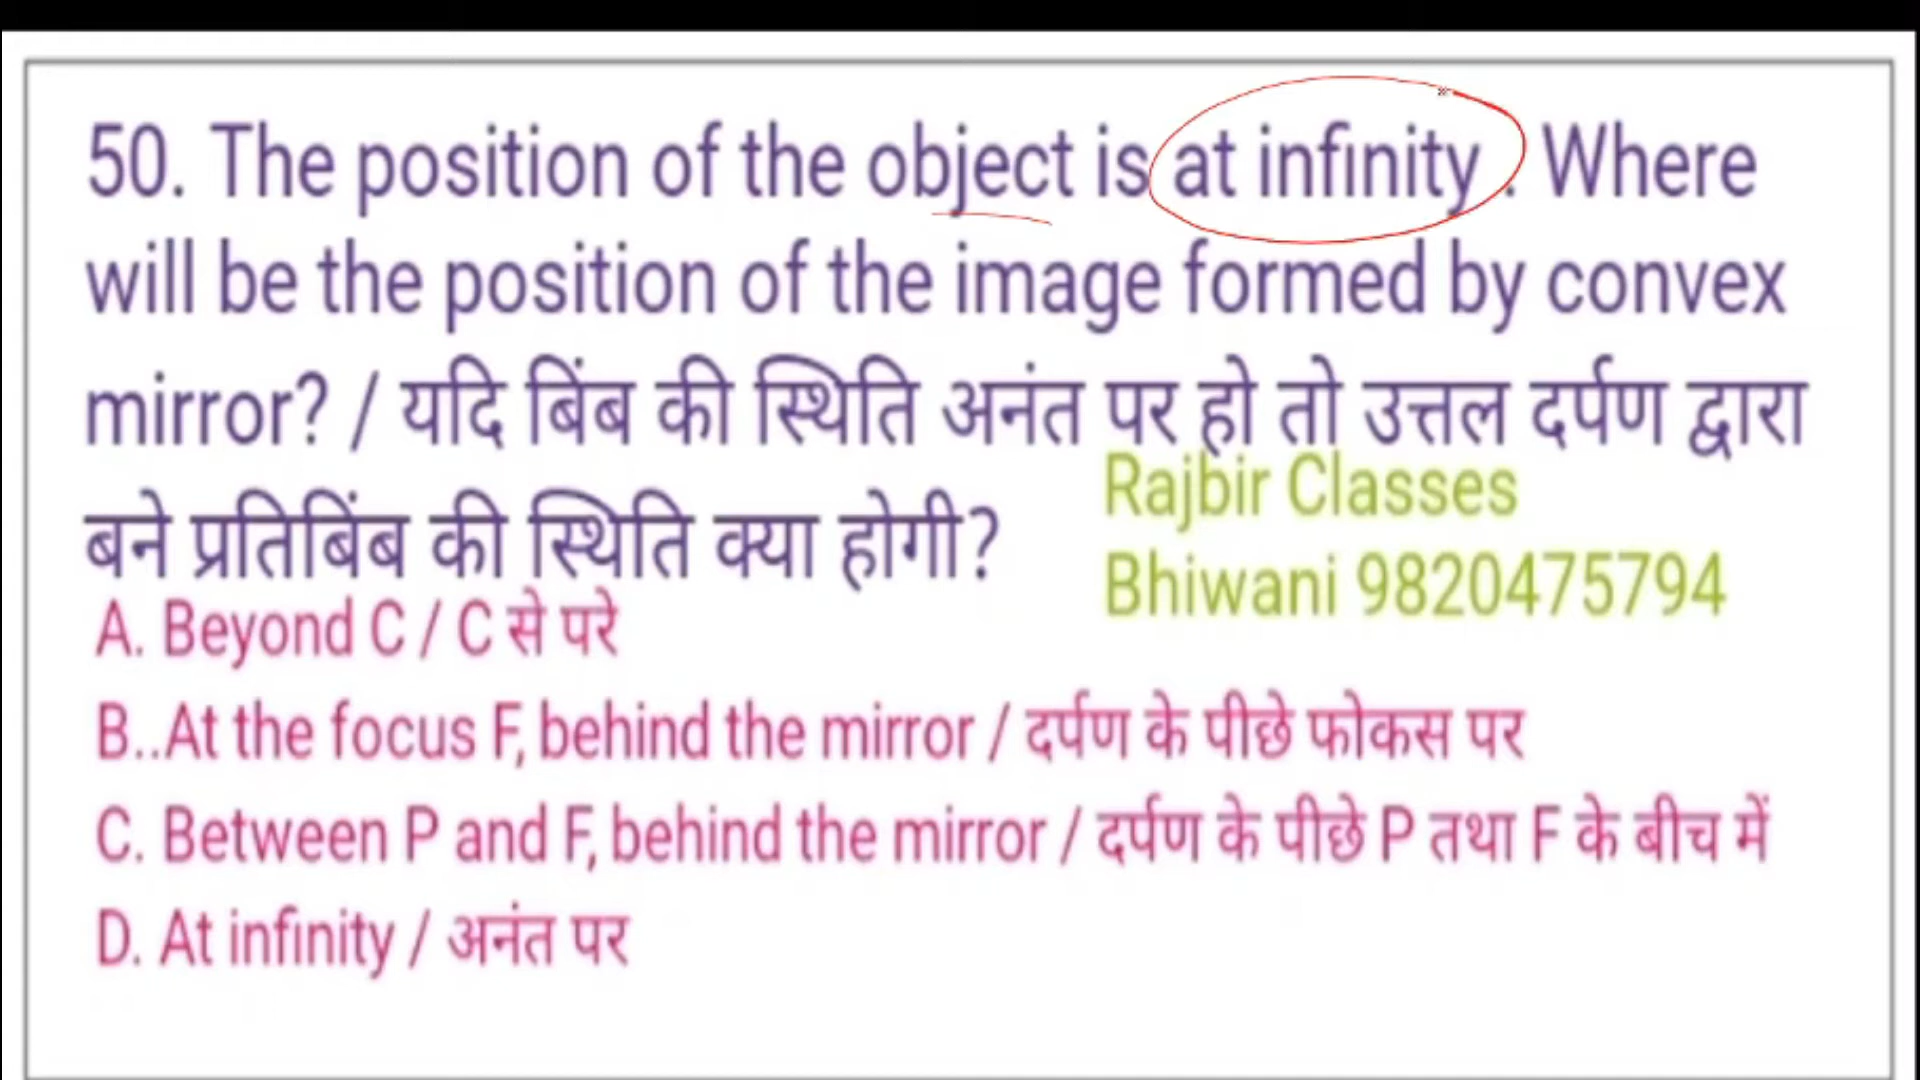 50. The position of the object is at infinity . Where
will be the position of the image formed by convex
mirror? / यदि बिंब की स्थिति अनंत पर हो तो उत्तल दर्पण द्वारा
बने प्रतिबिंब की स्थिति क्या होगी?
Rajbir Classes
Bhiwani 9820475794
A. Beyond C / C से परे
B..At the focus F, behind the mirror / दर्पण के पीछे फोकस पर
C. Between P and F, behind the mirror / दर्पण के पीछे P तथा F के बीच में
D. At infinity / अनंत पर